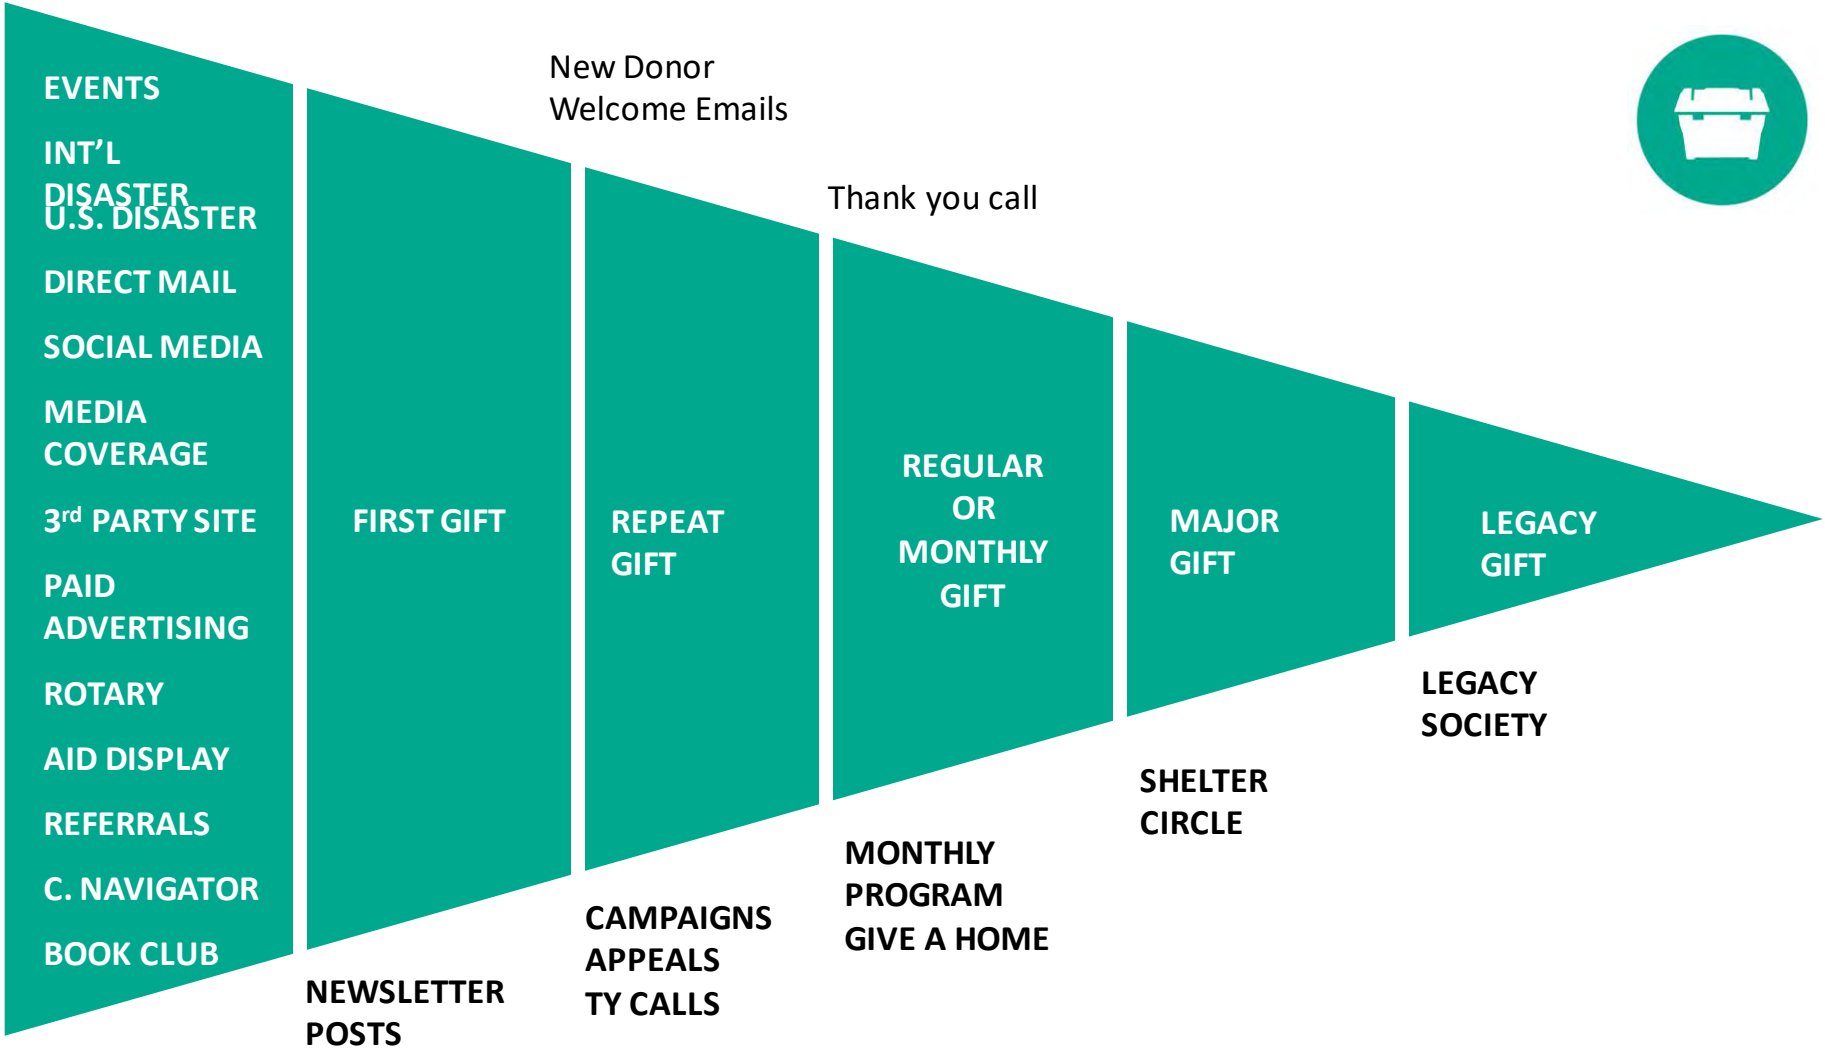 EVENTS
INT’L
DISASTER
U.S. DISASTER
DIRECT MAIL
SOCIAL MEDIA
MEDIA
COVERAGE
3rd PARTY SITE
PAID
ADVERTISING
ROTARY
AID DISPLAY
REFERRALS
C. NAVIGATOR
BOOK CLUB
FIRST GIFT
NEWSLETTER
POSTS
New Donor
Welcome Emails
REPEAT
GIFT
CAMPAIGNS
APPEALS
TY CALLS
Thank you call
REGULAR
OR
MONTHLY
GIFT
MONTHLY
PROGRAM
GIVE A HOME
MAJOR
GIFT
SHELTER
CIRCLE
LEGACY
GIFT
LEGACY
SOCIETY